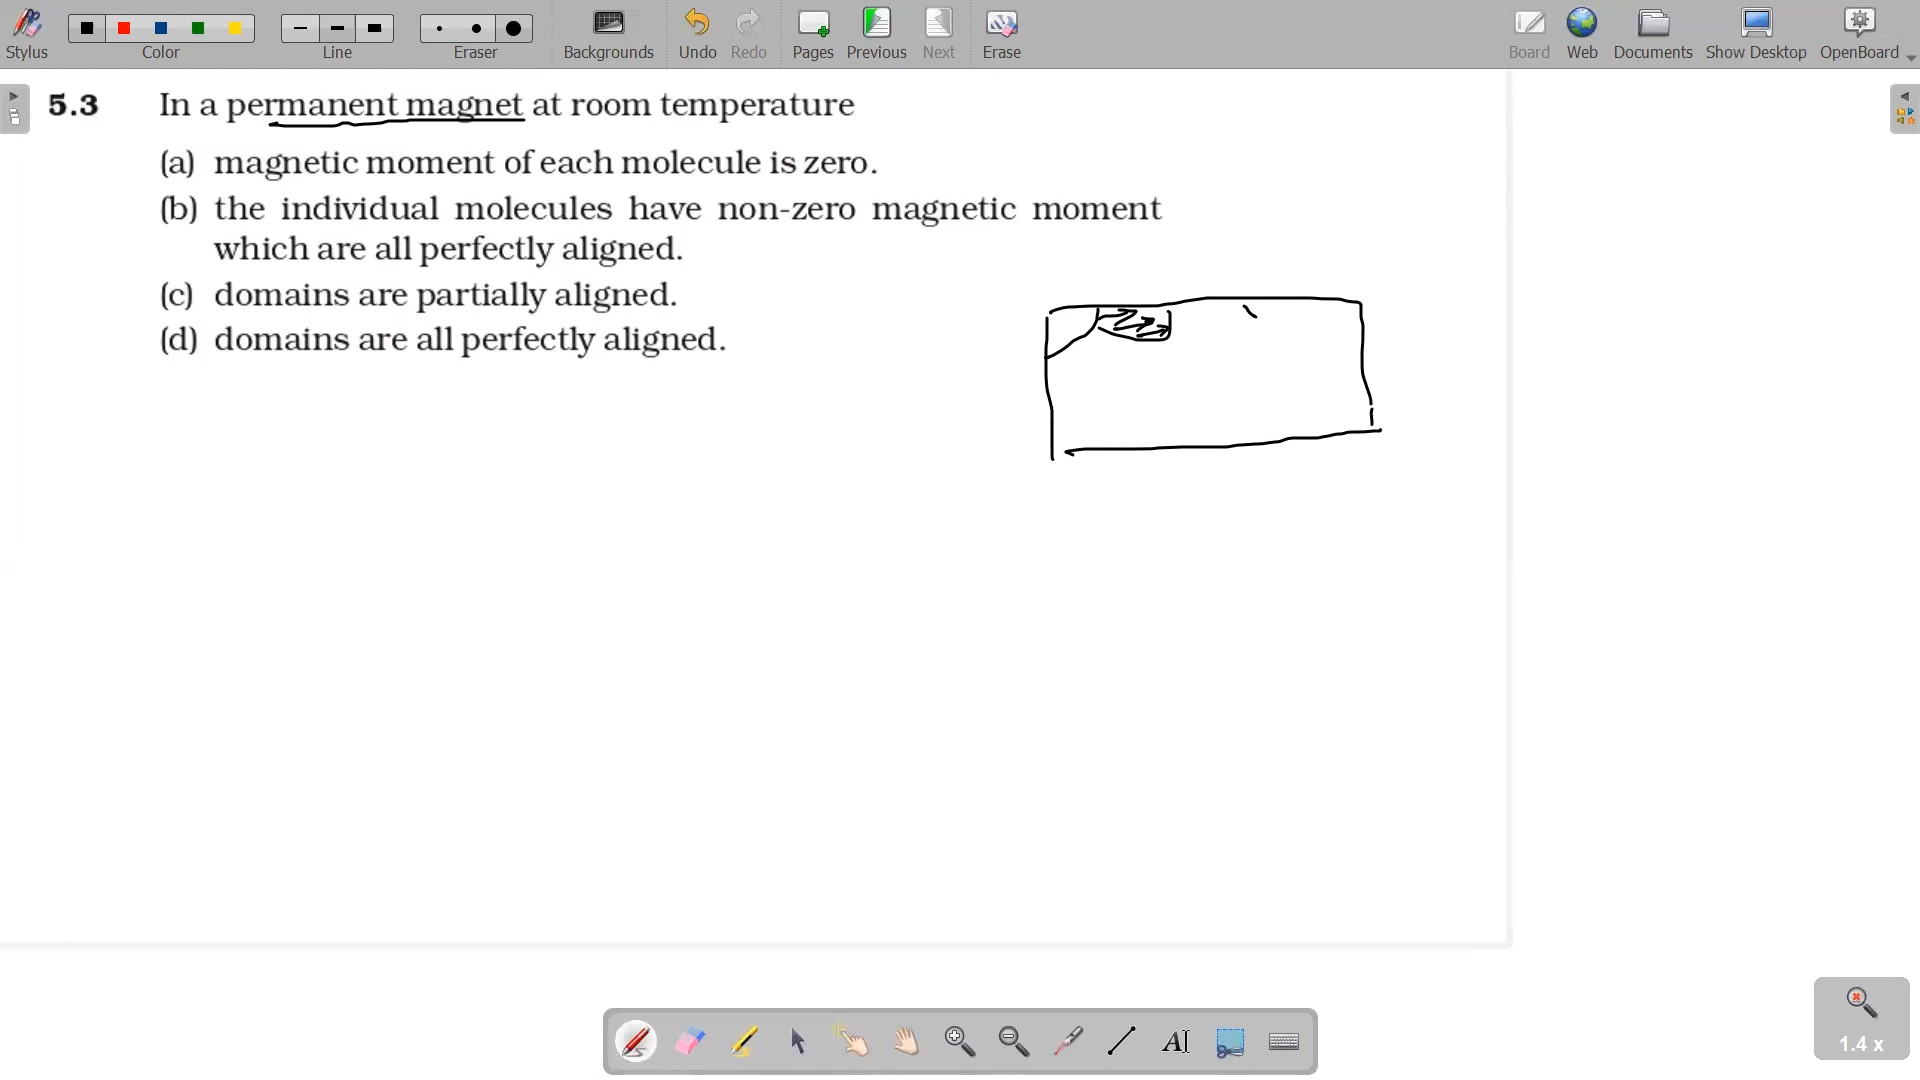 Stylus
Color
Line
Eraser
Backgrounds
Undo
Redo
Pages
Previous
Next
Erase
Board
Web
Documents
Show Desktop
OpenBoard
5.3 In a permanent magnet at room temperature
(a) magnetic moment of each molecule is zero.
(b) the individual molecules have non-zero magnetic moment
which are all perfectly aligned.
(c) domains are partially aligned.
(d) domains are all perfectly aligned.
AI
1.4 x